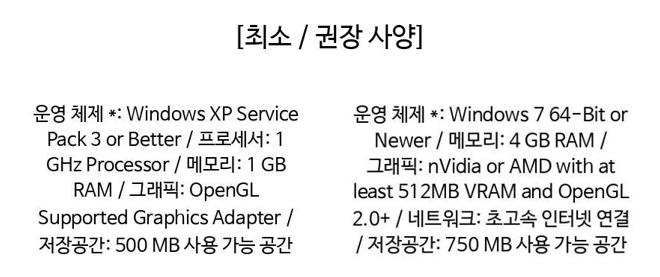 [최소 / 권장 사양]
운영 체제 *: Windows XP Service
Pack 3 or Better / 프로세서: 1
GHz Processor / 메모리: 1 GB
RAM / 그래픽: OpenGL
Supported Graphics Adapter /
저장공간: 500 MB 사용 가능 공간
운영 체제 *: Windows 7 64-Bit or
Newer / 메모리: 4 GB RAM /
그래픽: nVidia or AMD with at
least 512MB VRAM and OpenGL
2.0+ / 네트워크: 초고속 인터넷 연결
/ 저장공간: 750 MB 사용 가능 공간